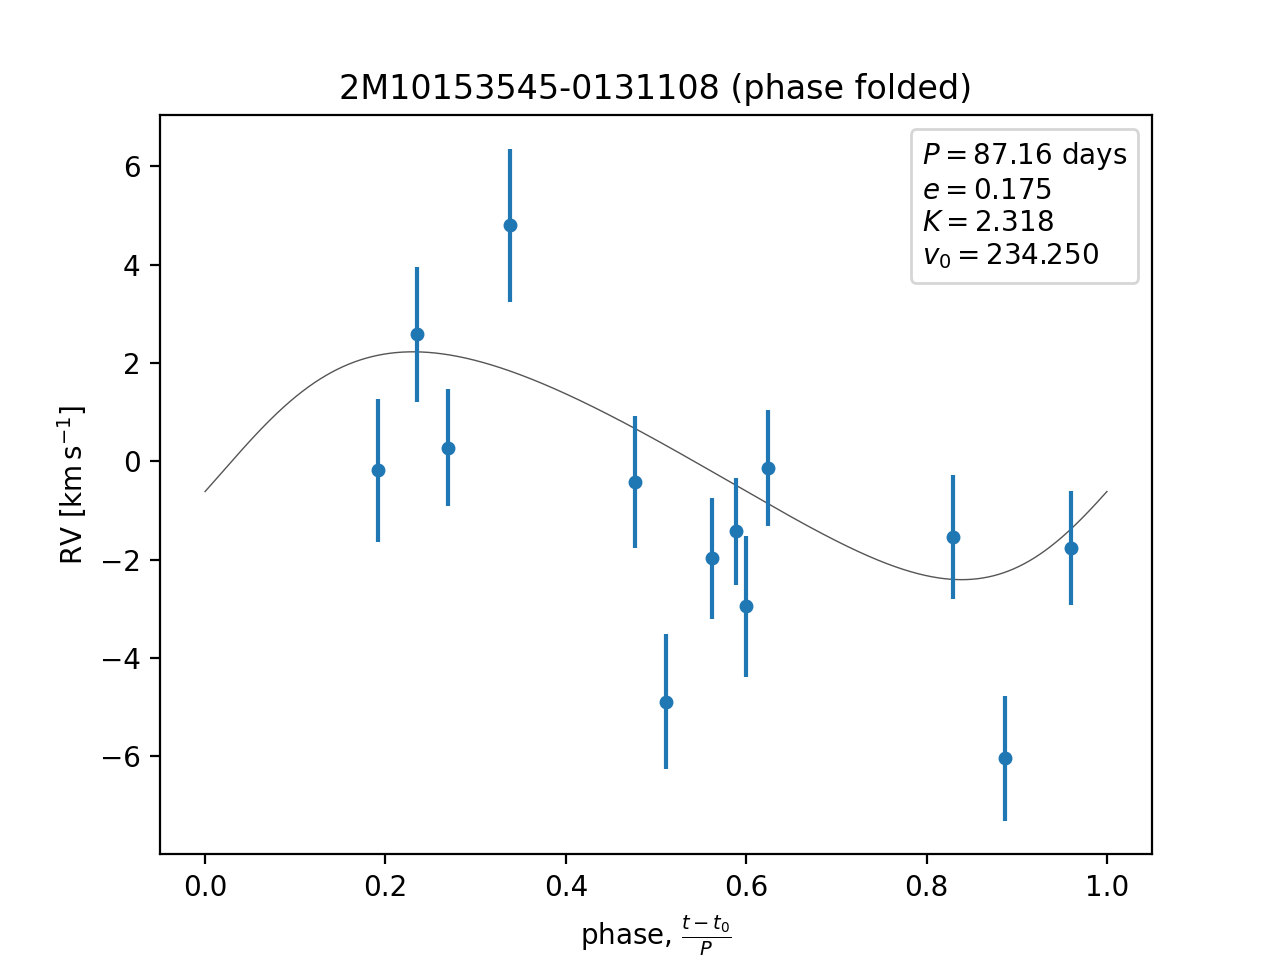 2M10153545-0131108 (phase folded)
P = 87.16 days
e = 0.175
K = 2.318
v₀ = 234.250
6
4
2
0
−2
−4
−6
RV [km s⁻¹]
0.0 0.2 0.4 0.6 0.8 1.0
phase, (t − t₀)/P